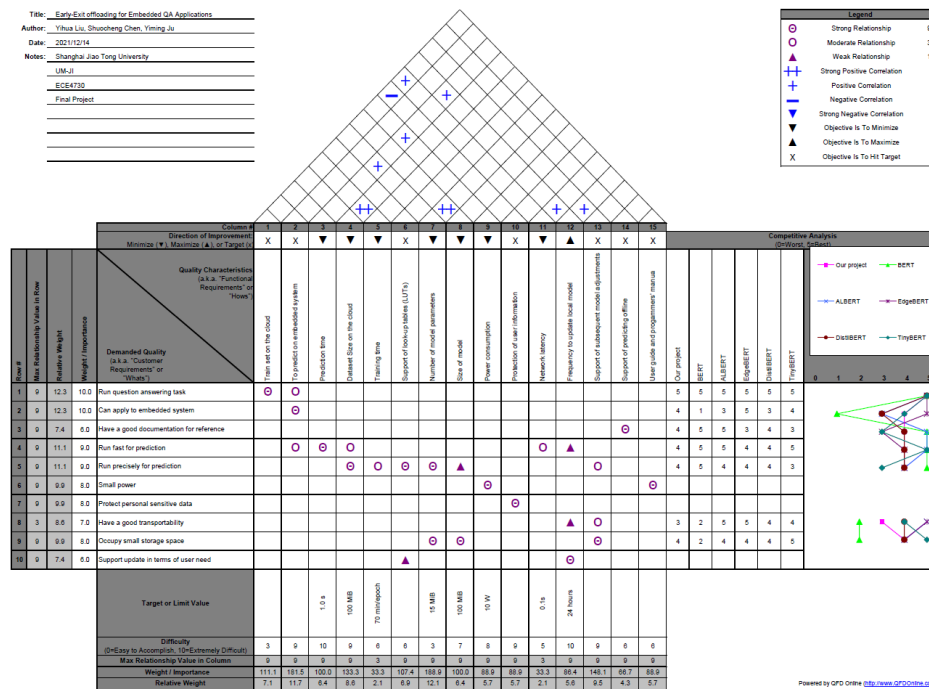 Title: Early-Exit offloading for Embedded QA Applications
Author: Yihua Liu, Shuocheng Chen, Yiming Ju
Date: 2021/12/14
Notes: Shanghai Jiao Tong University
UM-JI
ECE4730
Final Project
Legend
Strong Relationship
Moderate Relationship
Weak Relationship
Strong Positive Correlation
Positive Correlation
Negative Correlation
Strong Negative Correlation
Objective Is To Minimize
Objective Is To Maximize
X Objective Is To Hit Target
Column # 1 2 3 4 5 6 7 8 9 10 11 12 13 14 15
Direction of Improvement:
Minimize (▼), Maximize (▲), or Target (x)
X X ▼ ▼ ▼ X ▼ ▼ ▼ X ▼ ▲ X X X
Competitive Analysis
(0=Worst, 5=Best)
Row #
Max Relationship Value in Row
Relative Weight
Weight / Importance
Quality Characteristics
(a.k.a. "Functional
Requirements" or
"Hows")
Demanded Quality
(a.k.a. "Customer
Requirements" or
"Whats")
Train set on the cloud
To predict on embedded system
Prediction time
Dataset Size on the cloud
Training time
Support of look-up tables (LUTs)
Number of model parameters
Size of model
Power consumption
Protection of user information
Network latency
Frequency to update local model
Support of subsequent model adjustments
Support of predicting offline
User guide and progammers' manua
Our project
BERT
ALBERT
EdgeBERT
DistilBERT
TinyBERT
Our project BERT
ALBERT EdgeBERT
DistilBERT TinyBERT
0 1 2 3 4 5
1 9 12.3 10.0 Run question answering task 5 5 5 5 5 5
2 9 12.3 10.0 Can apply to embedded system 4 1 3 5 3 4
3 9 7.4 6.0 Have a good documentation for reference 4 5 5 3 4 3
4 9 11.1 9.0 Run fast for prediction 4 5 5 4 4 5
5 9 11.1 9.0 Run precisely for prediction 4 5 4 4 4 3
6 9 9.9 8.0 Small power
7 9 9.9 8.0 Protect personal sensitive data
8 3 8.6 7.0 Have a good transportability 3 2 5 5 4 4
9 9 9.9 8.0 Occupy small storage space 4 2 4 4 4 5
10 9 7.4 6.0 Support update in terms of user need
Target or Limit Value
1.0 s
100 MiB
70 min/epoch
15 MiB
100 MiB
10 W
0.1s
24 hours
Difficulty
(0=Easy to Accomplish, 10=Extremely Difficult)
3 9 10 9 6 6 3 7 8 9 5 10 9 6 6
Max Relationship Value in Column 9 9 9 9 3 9 9 9 9 9 3 9 9 9 9
Weight / Importance 111.1 181.5 100.0 133.3 33.3 107.4 188.9 100.0 88.9 88.9 33.3 86.4 148.1 66.7 88.9
Relative Weight 7.1 11.7 6.4 8.6 2.1 6.9 12.1 6.4 5.7 5.7 2.1 5.6 9.5 4.3 5.7
Powered by QFD Online (http://www.QFDOnline.co